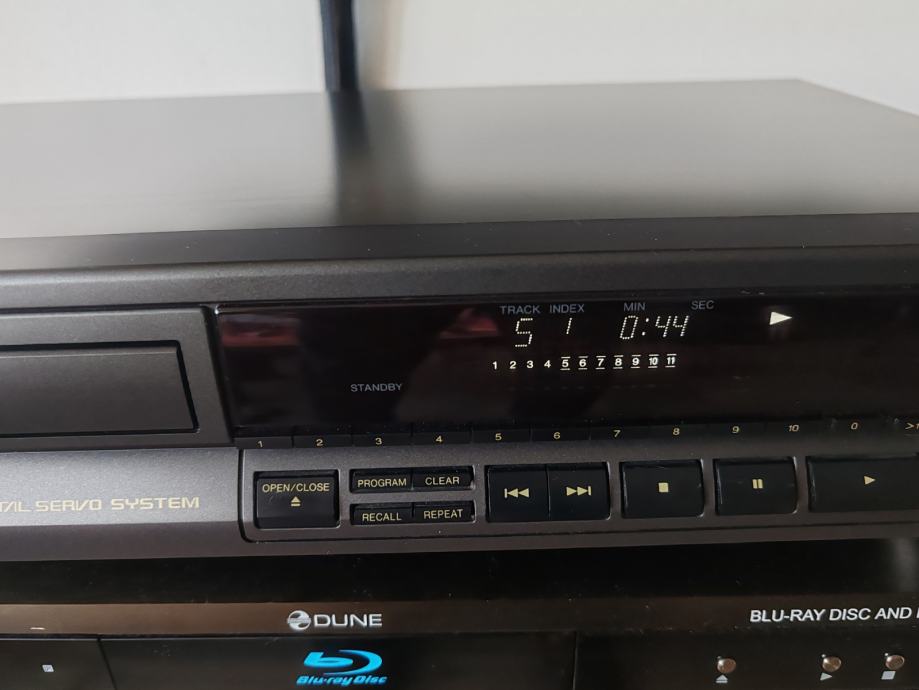 TRACK INDEX MIN SEC
5 1 0:44
1 2 3 4 5 6 7 8 9 10 11
STANDBY
1 2 3 4 5 6 7 8 9 10 0
OPEN/CLOSE
PROGRAM CLEAR
RECALL REPEAT
SERVO SYSTEM
DUNE
BLU-RAY DISC AND
Blu-ray Disc